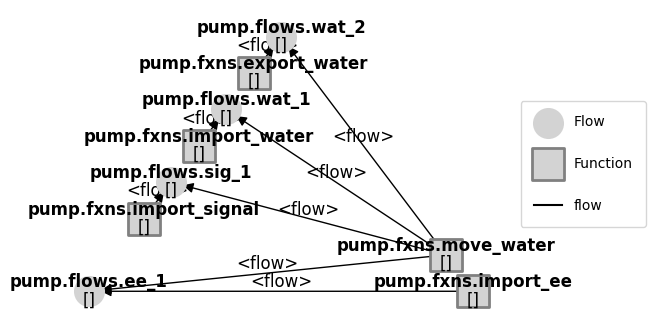 pump.flows.wat_2
[]
pump.fxns.export_water
[]
pump.flows.wat_1
<flow>
[]
pump.fxns.import_water
[]
<flow>
pump.flows.sig_1
[]
pump.fxns.import_signal
[]
<flow>
pump.fxns.move_water
[]
<flow>
pump.flows.ee_1
[]
<flow>
pump.fxns.import_ee
[]
Flow
Function
flow